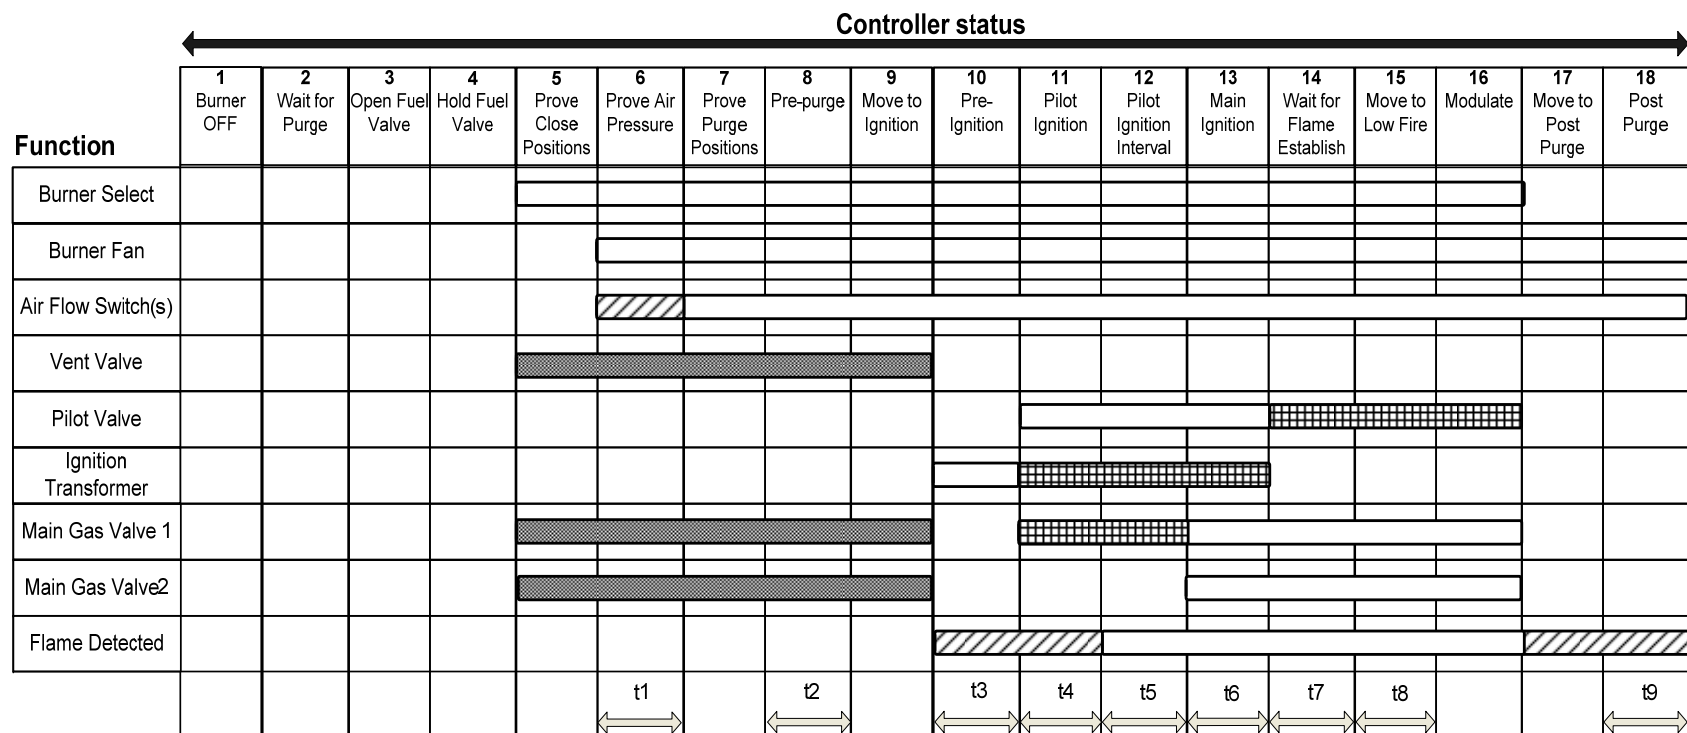 Controller status
1 2 3 4 5 6 7 8 9 10 11 12 13 14 15 16 17 18
Burner Wait for Open Fuel Hold Fuel Prove Prove Air Prove Pre-purge Move to Pre- Pilot Pilot Main Wait for Move to Modulate Move to Post
OFF Purge Valve Valve Close Pressure Purge Ignition Ignition Ignition Ignition Ignition Flame Low Fire Post Purge
Function Positions Positions Interval Establish Purge
Burner Select
Burner Fan
Air Flow Switch(s)
Vent Valve
Pilot Valve
Ignition
Transformer
Main Gas Valve 1
Main Gas Valve2
Flame Detected
t1 t2 t3 t4 t5 t6 t7 t8 t9